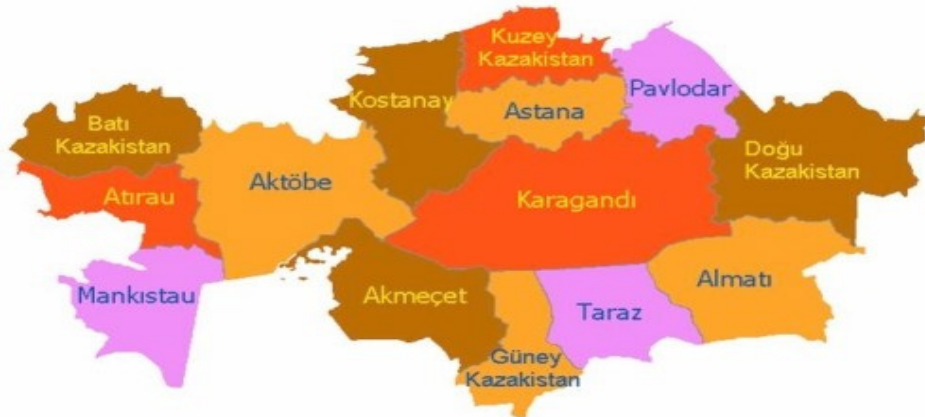 Kuzey
Kazakistan
Pavlodar
Kostanay
Astana
Batı
Kazakistan
Doğu
Kazakistan
Aktöbe
Atırau
Karagandı
Mankıstau
Akmeçet
Almatı
Taraz
Güney
Kazakistan